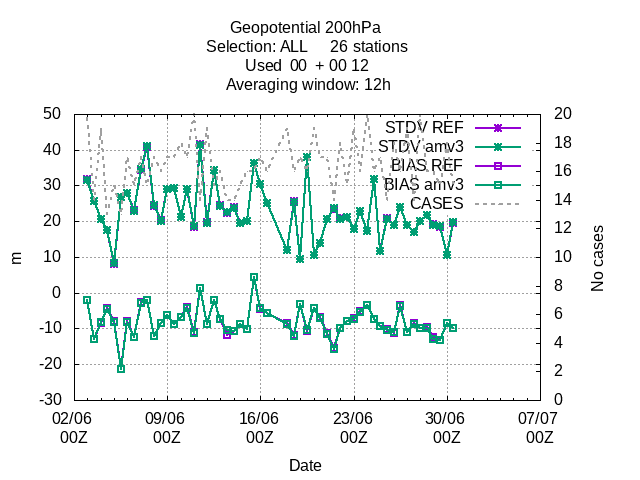 Geopotential 200hPa
Selection: ALL     26 stations
Used  00  + 00 12
Averaging window: 12h
50
40
30
20
10
0
-10
-20
-30
m
20
18
16
14
12
10
8
6
4
2
0
No cases
STDV REF
STDV amv3
BIAS REF
BIAS amv3
CASES
02/06 09/06 16/06 23/06 30/06 07/07
00Z 00Z 00Z 00Z 00Z 00Z
Date